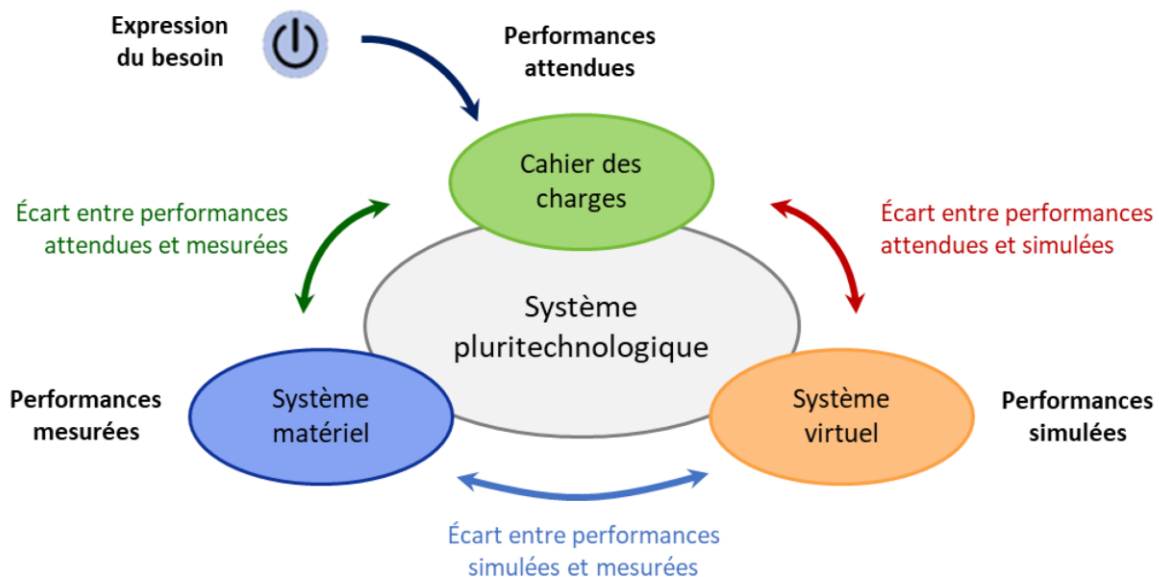 Expression
du besoin
Performances
attendues
Cahier des
charges
Écart entre performances
attendues et mesurées
Écart entre performances
attendues et simulées
Système
pluritechnologique
Performances
mesurées
Système
matériel
Système
virtuel
Performances
simulées
Écart entre performances
simulées et mesurées